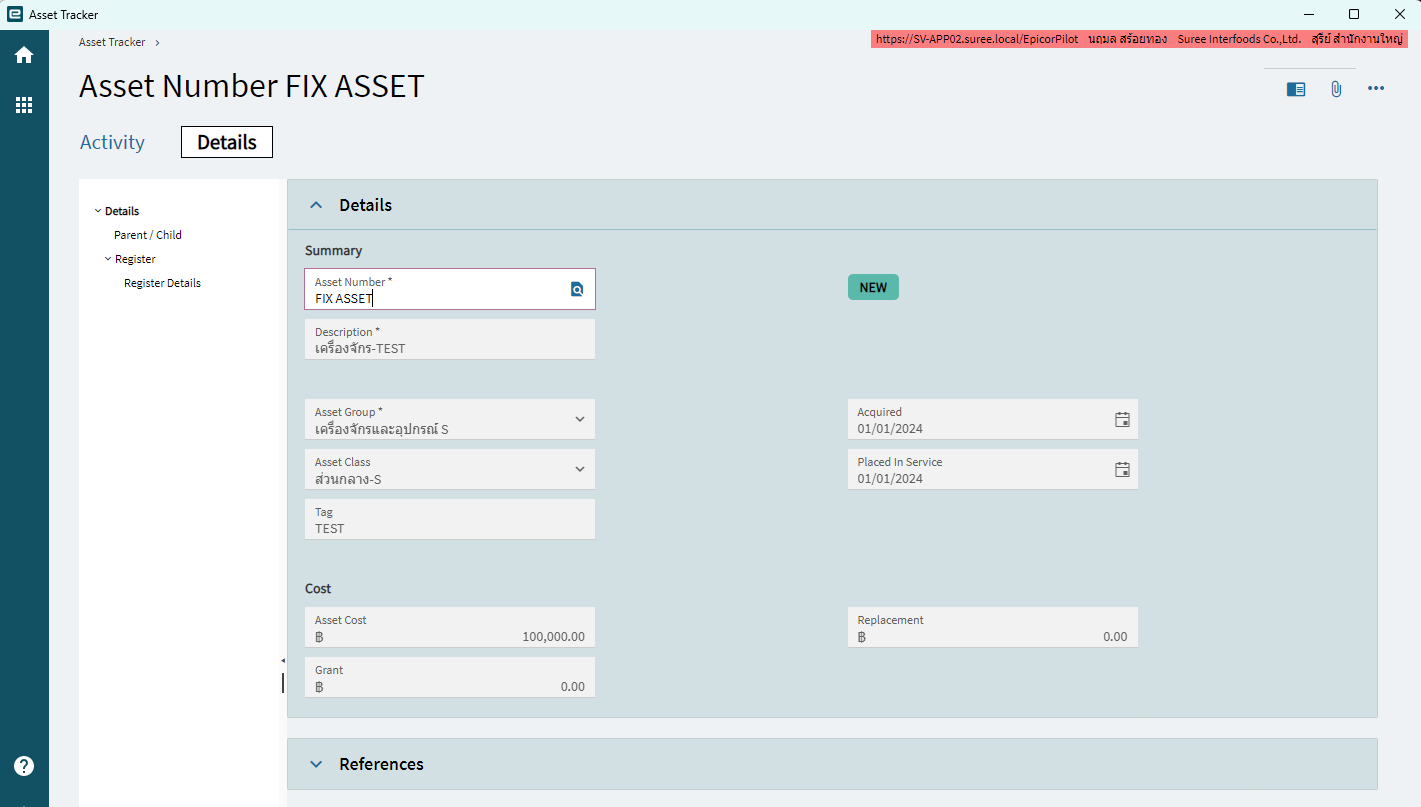 Asset Tracker
Asset Tracker
https://SV-APP02.suree.local/EpicorPilot นฤมล สร้อยทอง Suree Interfoods Co.,Ltd. สุรีย์ สำนักงานใหญ่
Asset Number FIX ASSET
Activity
Details
Details
Parent / Child
Register
Register Details
Details
Summary
Asset Number *
FIX ASSET
NEW
Description *
เครื่องจักร-TEST
Asset Group *
เครื่องจักรและอุปกรณ์ S
Acquired
01/01/2024
Asset Class
ส่วนกลาง-S
Placed In Service
01/01/2024
Tag
TEST
Cost
Asset Cost
฿ 100,000.00
Replacement
฿ 0.00
Grant
฿ 0.00
References